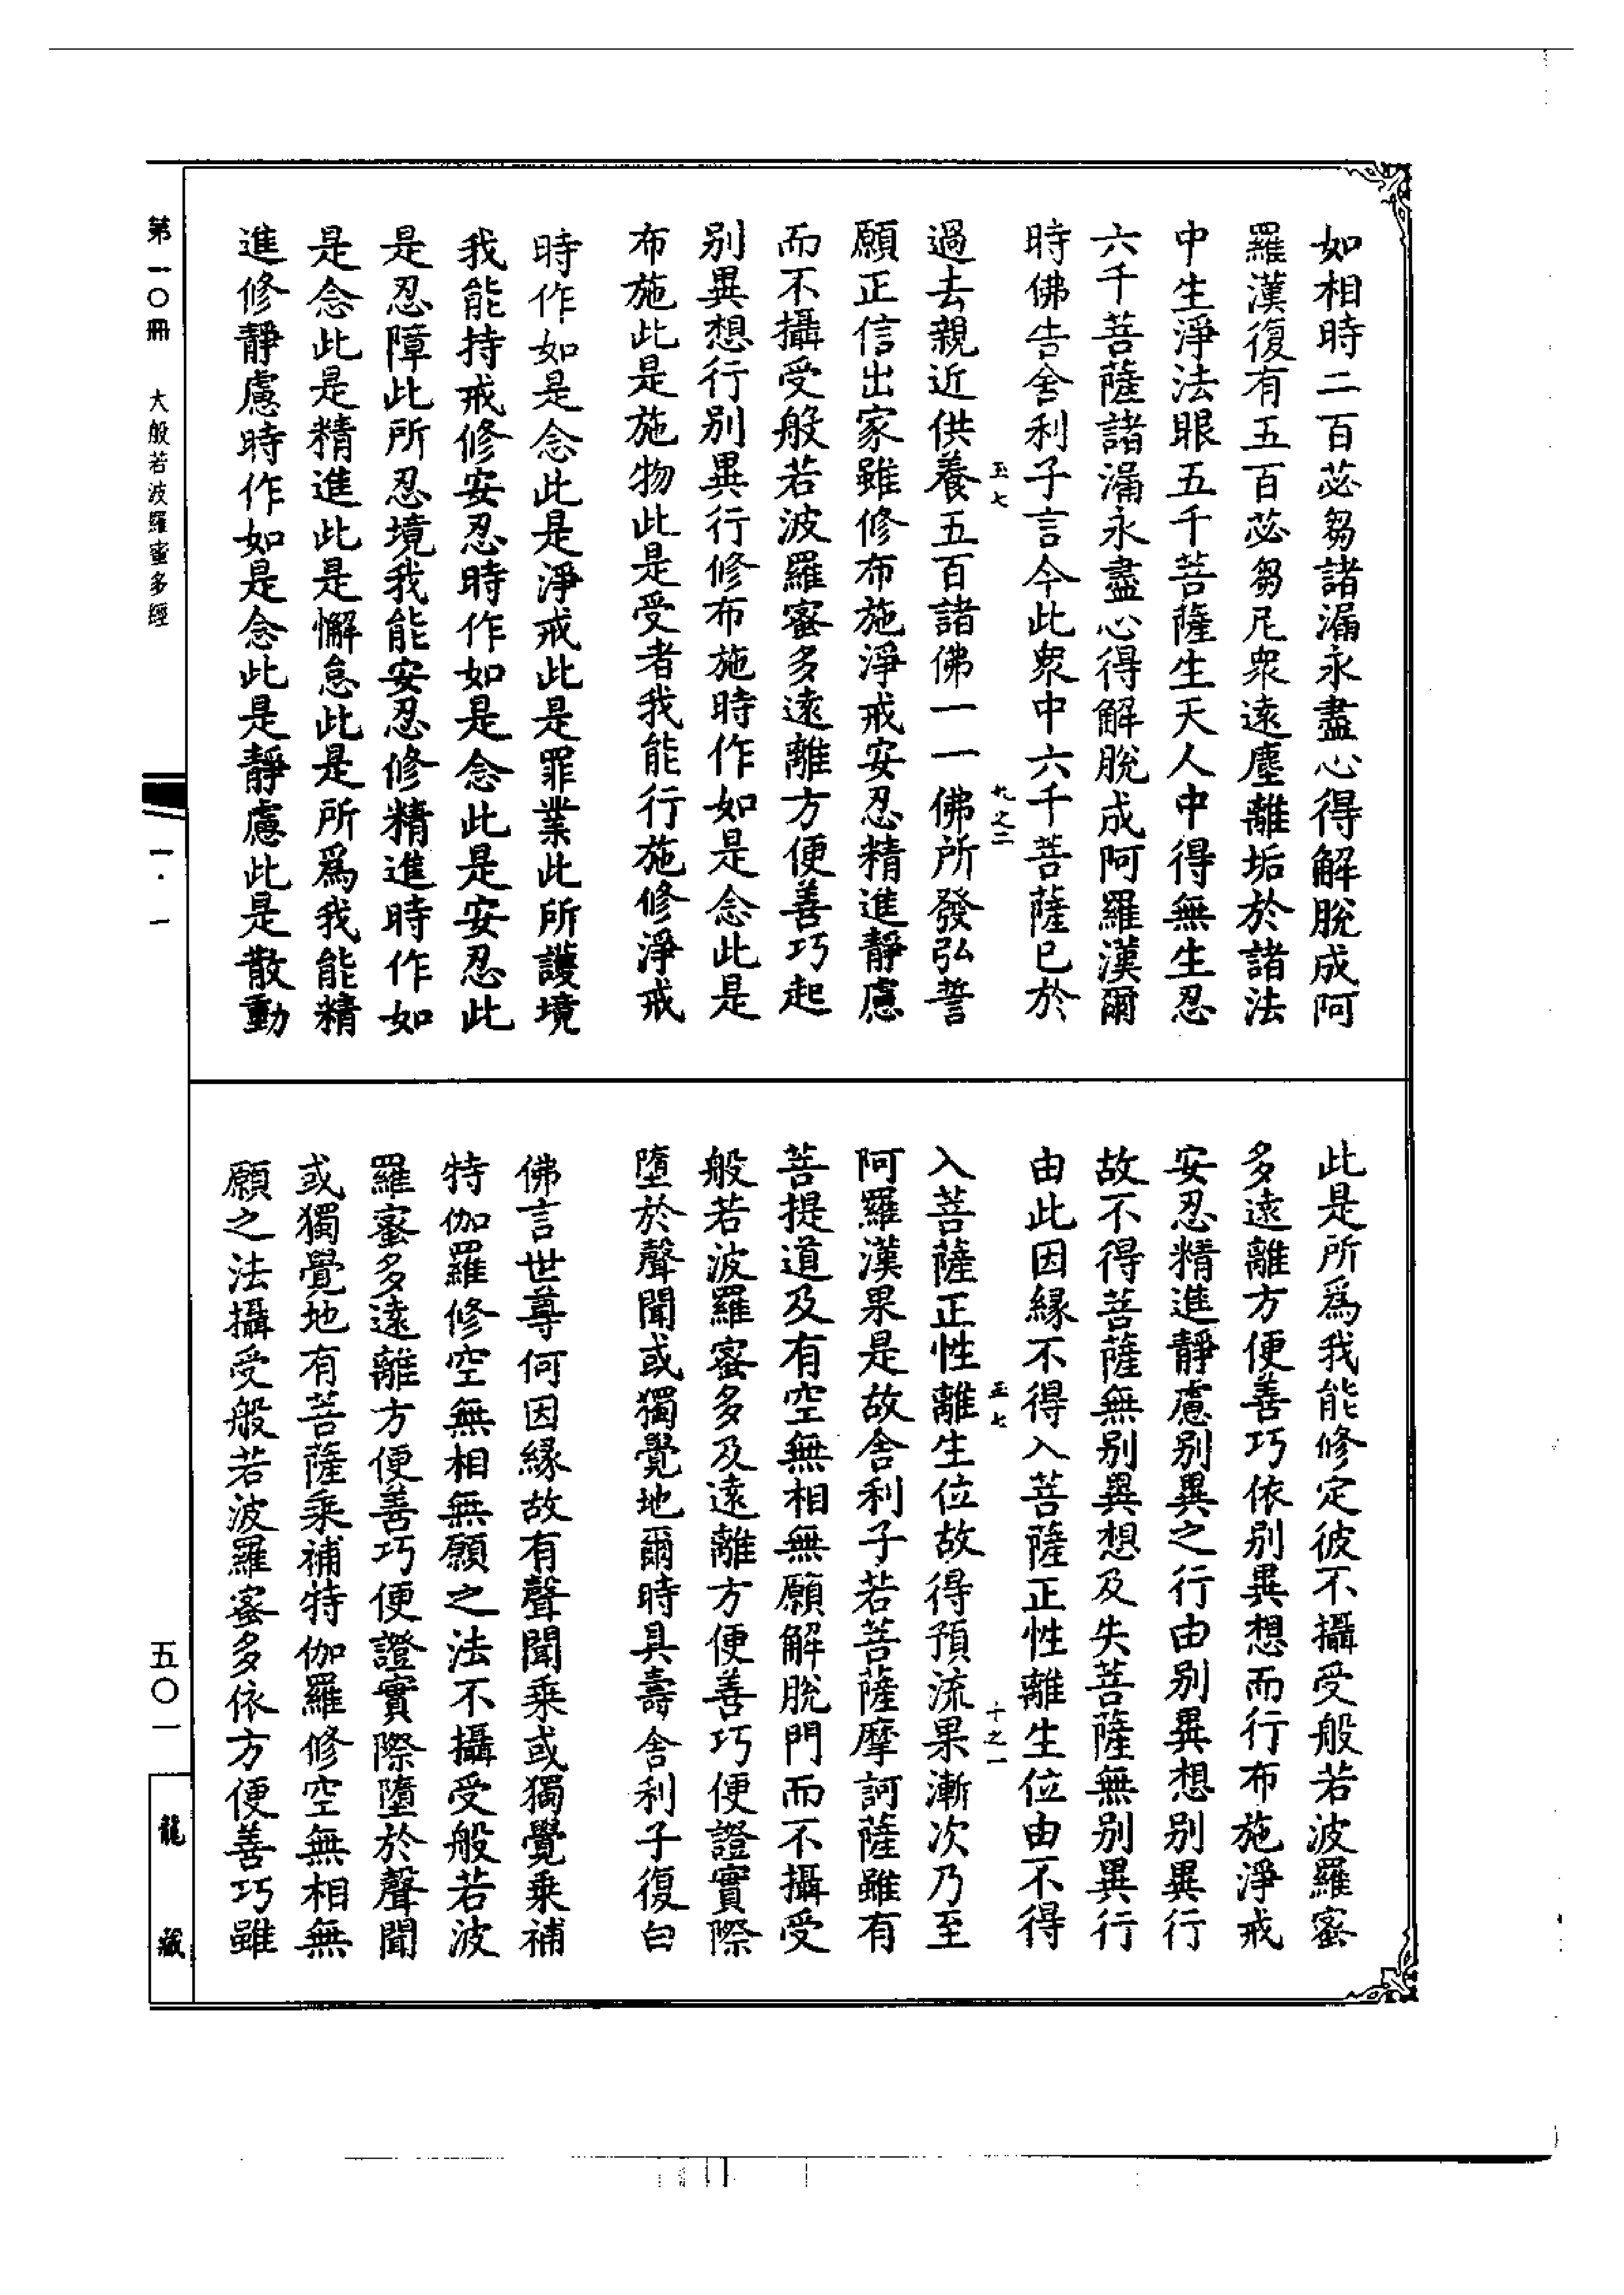 如相時二百苾芻諸漏永盡心得解脫成阿
羅漢復有五百苾芻尼衆遠塵離垢於諸法
中生淨法眼五千菩薩生天人中得無生忍
六千菩薩諸漏永盡心得解脫成阿羅漢爾
時佛告舍利子言今此衆中六千菩薩已於
玉七
九之二
過去親近供養五百諸佛一一佛所發弘誓
願正信出家雖修布施淨戒安忍精進靜慮
而不攝受般若波羅蜜多遠離方便善巧起
別異想行別異行修布施時作如是念此是
布施此是施物此是受者我能行施修淨戒
時作如是念此是淨戒此是罪業此所護境
我能持戒修安忍時作如是念此是安忍此
是忍障此所忍境我能安忍修精進時作如
是念此是精進此是懈怠此是所爲我能精
進修靜慮時作如是念此是靜慮此是散動
此是所爲我能修定彼不攝受般若波羅蜜
多遠離方便善巧依別異想而行布施淨戒
安忍精進靜慮別異之行由別異想別異行
故不得菩薩無別異想及失菩薩無別異行
由此因緣不得入菩薩正性離生位由不得
玉七
十之一
入菩薩正性離生位故得預流果漸次乃至
阿羅漢果是故舍利子若菩薩摩訶薩雖有
菩提道及有空無相無願解脫門而不攝受
般若波羅蜜多及遠離方便善巧便證實際
墮於聲聞或獨覺地爾時具壽舍利子復白
佛言世尊何因緣故有聲聞乘或獨覺乘補
特伽羅修空無相無願之法不攝受般若波
羅蜜多遠離方便善巧便證實際墮於聲聞
或獨覺地有菩薩乘補特伽羅修空無相無
願之法攝受般若波羅蜜多依方便善巧雖
第一〇冊
大般若波羅蜜多經
一·一
五〇一
龍藏